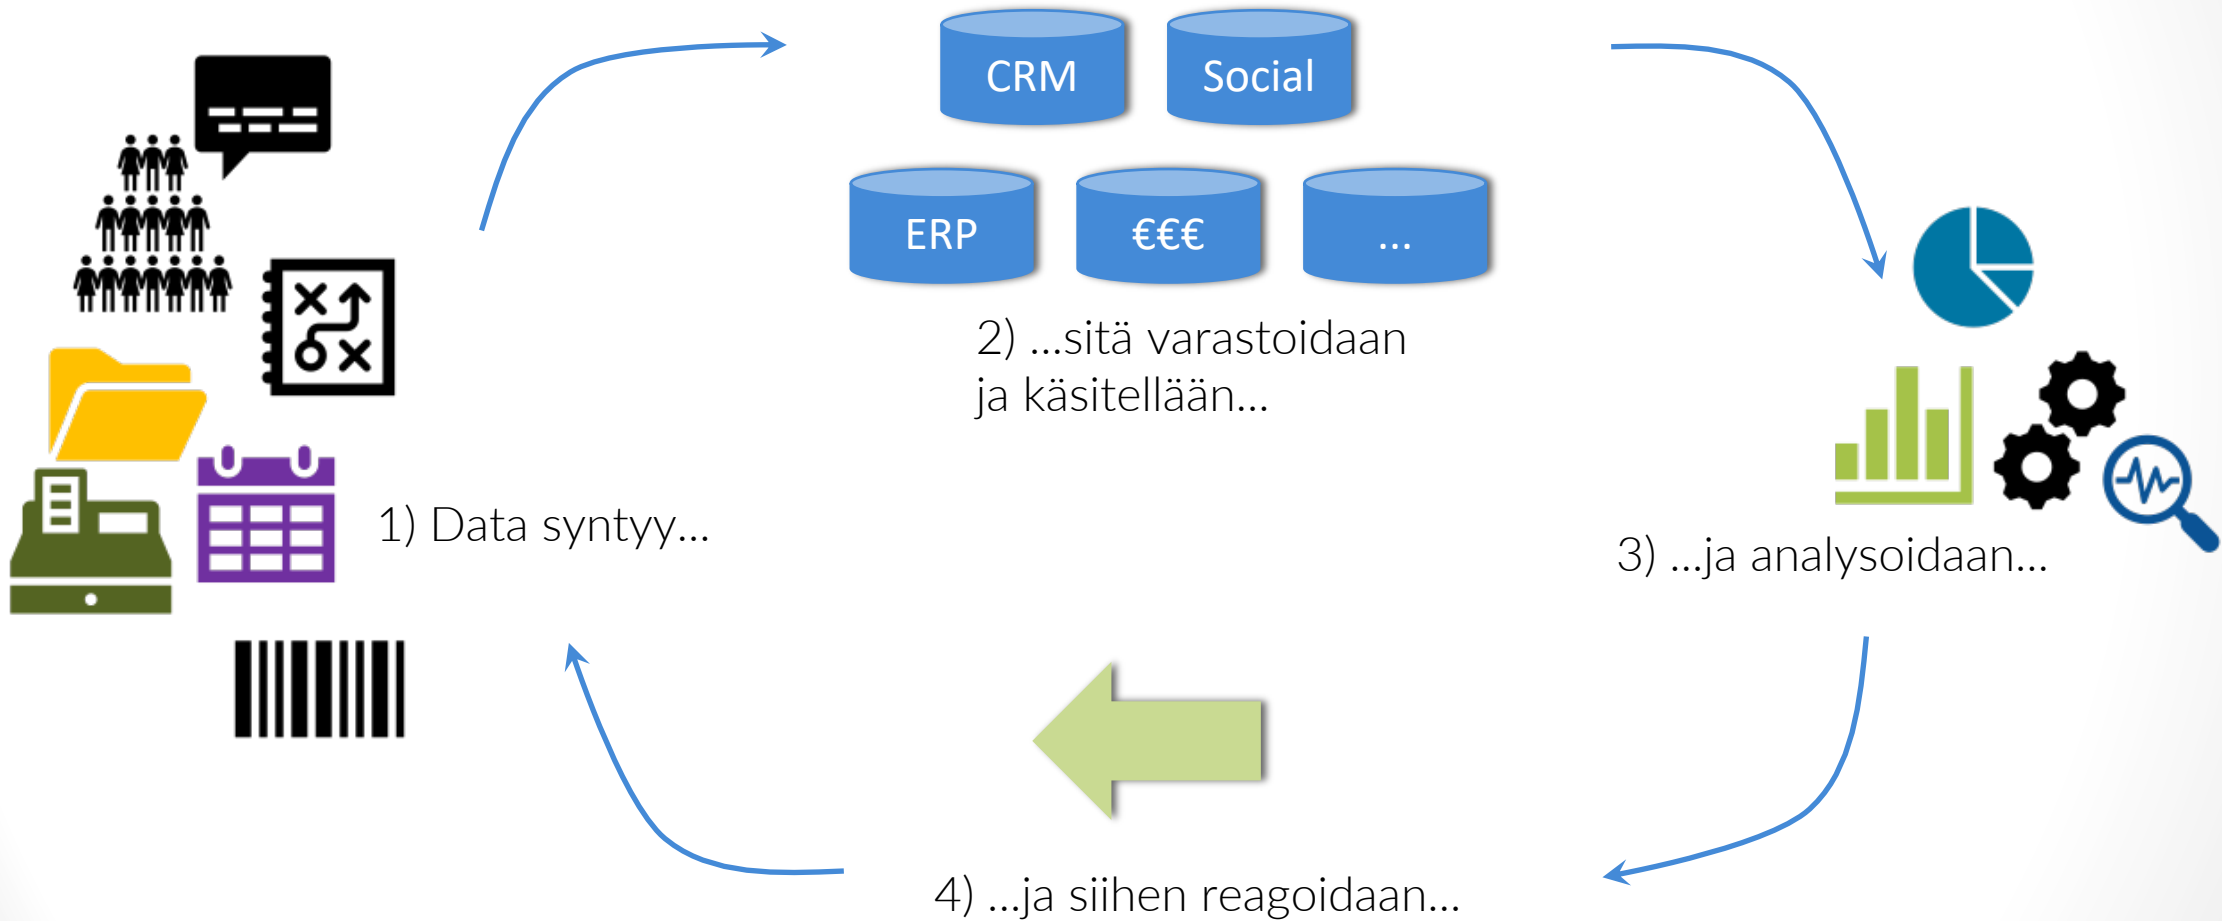 CRM
Social
ERP
€€€
...
2) ...sitä varastoidaan
ja käsitellään...
1) Data syntyy...
3) ...ja analysoidaan...
4) ...ja siihen reagoidaan...